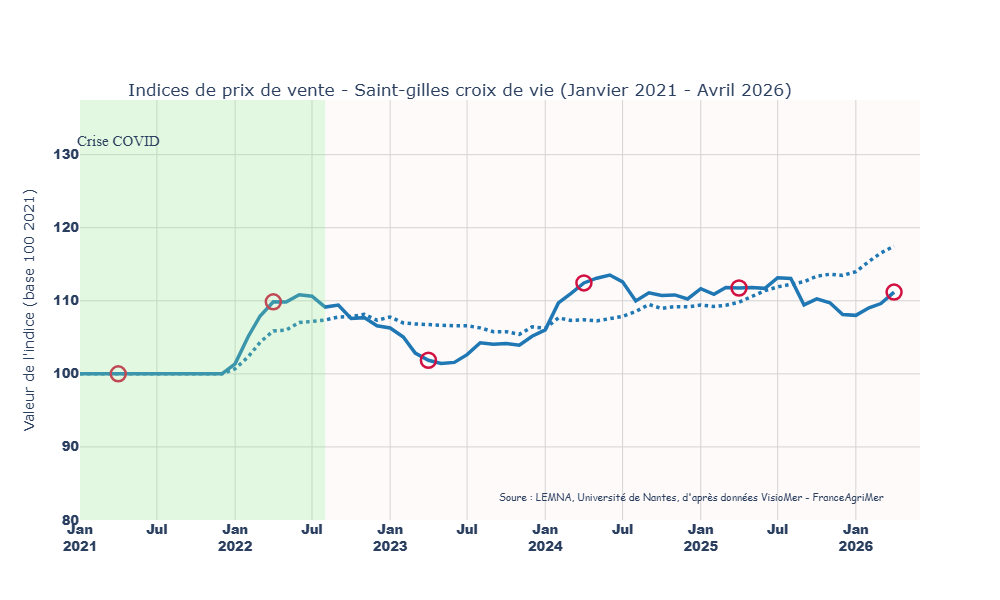 Indices de prix de vente - Saint-gilles croix de vie (Janvier 2021 - Avril 2026)
Crise COVID
Valeur de l'indice (base 100 2021)
130
120
110
100
90
80
Soure : LEMNA, Université de Nantes, d'après données VisioMer - FranceAgriMer
Jan Jul Jan Jul Jan Jul Jan Jul Jan Jul Jan
2021 2022 2023 2024 2025 2026